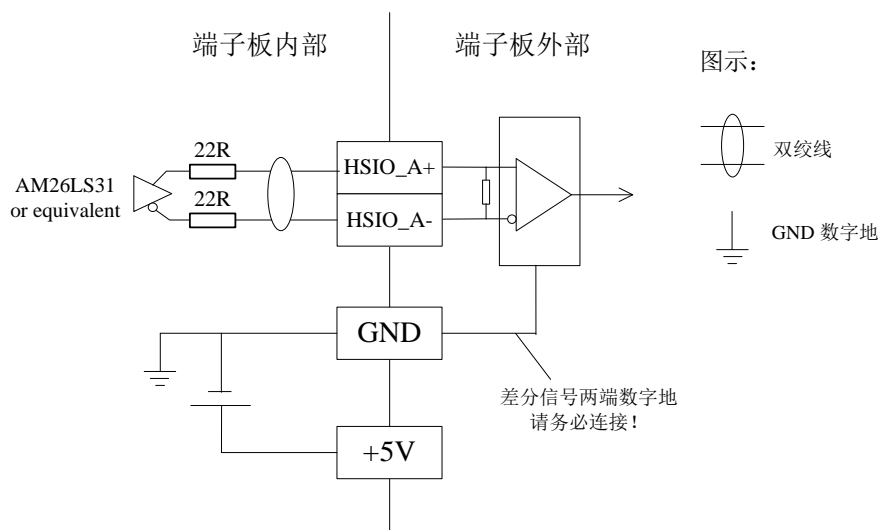 端子板内部
端子板外部
图示：
22R
HSIO_A+
双绞线
AM26LS31
or equivalent
22R
HSIO_A-
GND 数字地
GND
差分信号两端数字地
请务必连接！
+5V